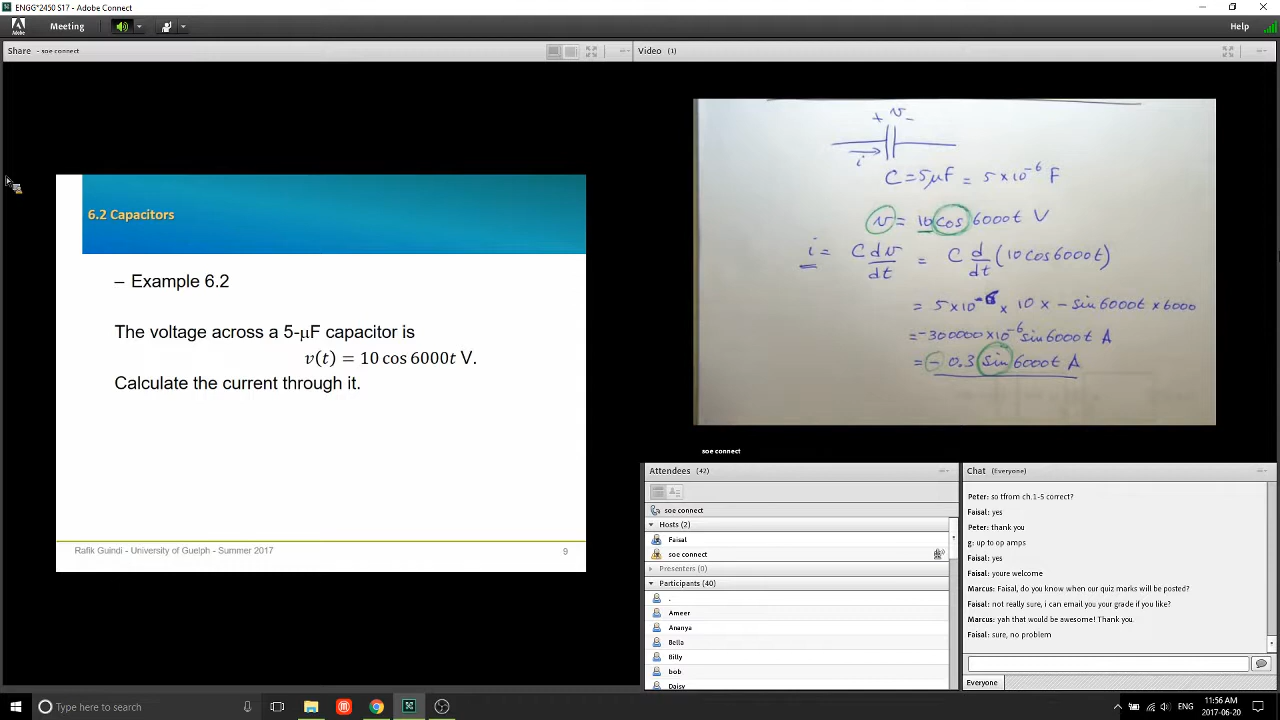 ENGG*2450 S17 - Adobe Connect
Meeting
Help
Share - soe connect
Video (1)
6.2 Capacitors
– Example 6.2
The voltage across a 5-μF capacitor is
v(t) = 10 cos 6000t V.
Calculate the current through it.
Rafik Guindi - University of Guelph - Summer 2017
9
+ v -
i
C = 5μF = 5×10⁻⁶ F
v = 10 cos 6000t V
i = C dv/dt = C d/dt (10 cos 6000t)
= 5×10⁻⁶ × 10 × - sin 6000t × 6000
= -300000×10⁻⁶ sin 6000t A
= - 0.3 sin 6000t A
soe connect
Attendees (42)
soe connect
Hosts (2)
Faisal
soe connect
Presenters (0)
Participants (40)
.
Ameer
Ananya
Bella
Billy
bob
Daisy
Chat (Everyone)
Peter: so tfrom ch.1-5 correct?
Faisal: yes
Peter: thank you
g: up to op amps
Faisal: yes
Faisal: youre welcome
Marcus: Faisal, do you know when our quiz marks will be posted?
Faisal: not really sure, i can email you your grade if you like?
Marcus: yah that would be awesome! Thank you.
Faisal: sure, no problem
Everyone
Type here to search
ENG
11:56 AM
2017-06-20